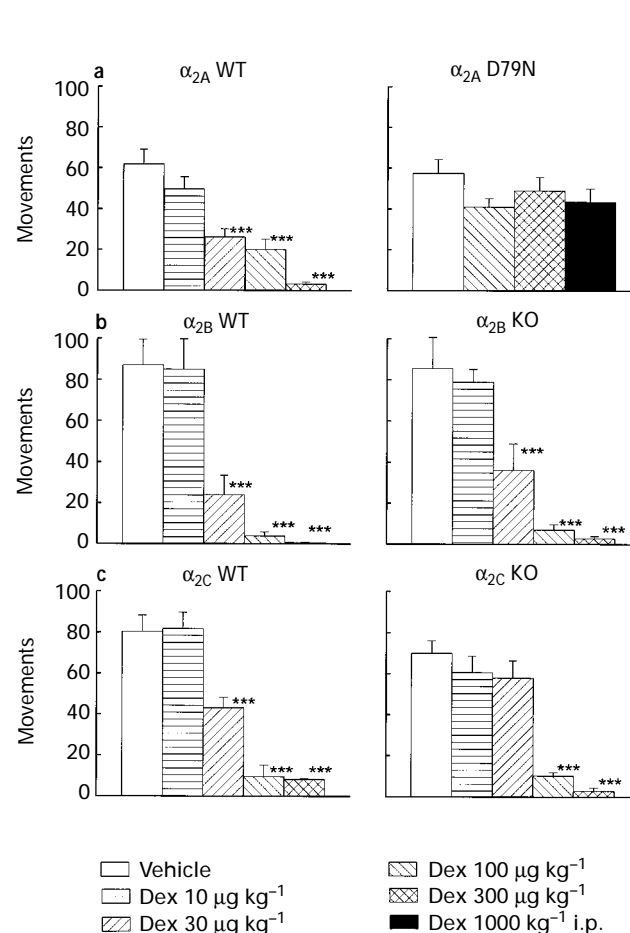 a
α2A WT
α2A D79N
100
80
60
40
20
0
Movements
***
***
***
b
α2B WT
α2B KO
100
80
60
40
20
0
Movements
***
***
***
***
***
***
c
α2C WT
α2C KO
100
80
60
40
20
0
Movements
***
***
***
***
***
Vehicle
Dex 10 μg kg⁻¹
Dex 30 μg kg⁻¹
Dex 100 μg kg⁻¹
Dex 300 μg kg⁻¹
Dex 1000 kg⁻¹ i.p.